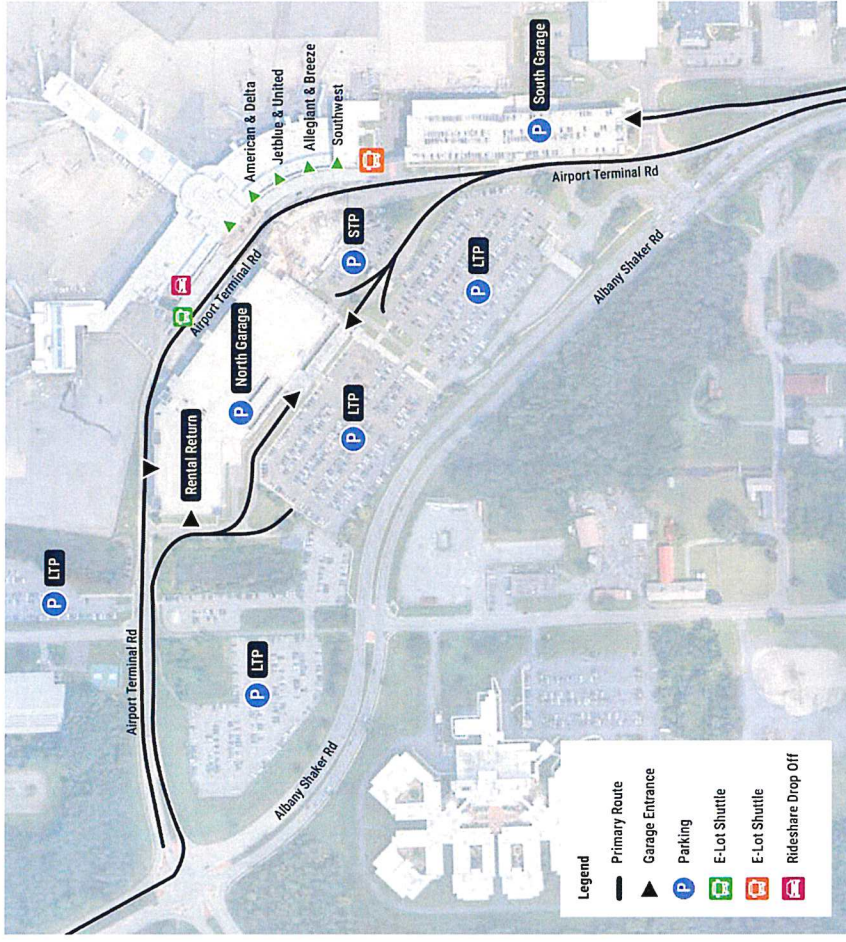 American & Delta
Jetblue & United
Allegiant & Breeze
Southwest
P South Garage
Airport Terminal Rd
P STP
P LTP
Albany Shaker Rd
Airport Terminal Rd
P North Garage
P LTP
Rental Return
P LTP
Airport Terminal Rd
P LTP
Albany Shaker Rd
Legend
Primary Route
Garage Entrance
P Parking
E-Lot Shuttle
E-Lot Shuttle
Rideshare Drop Off